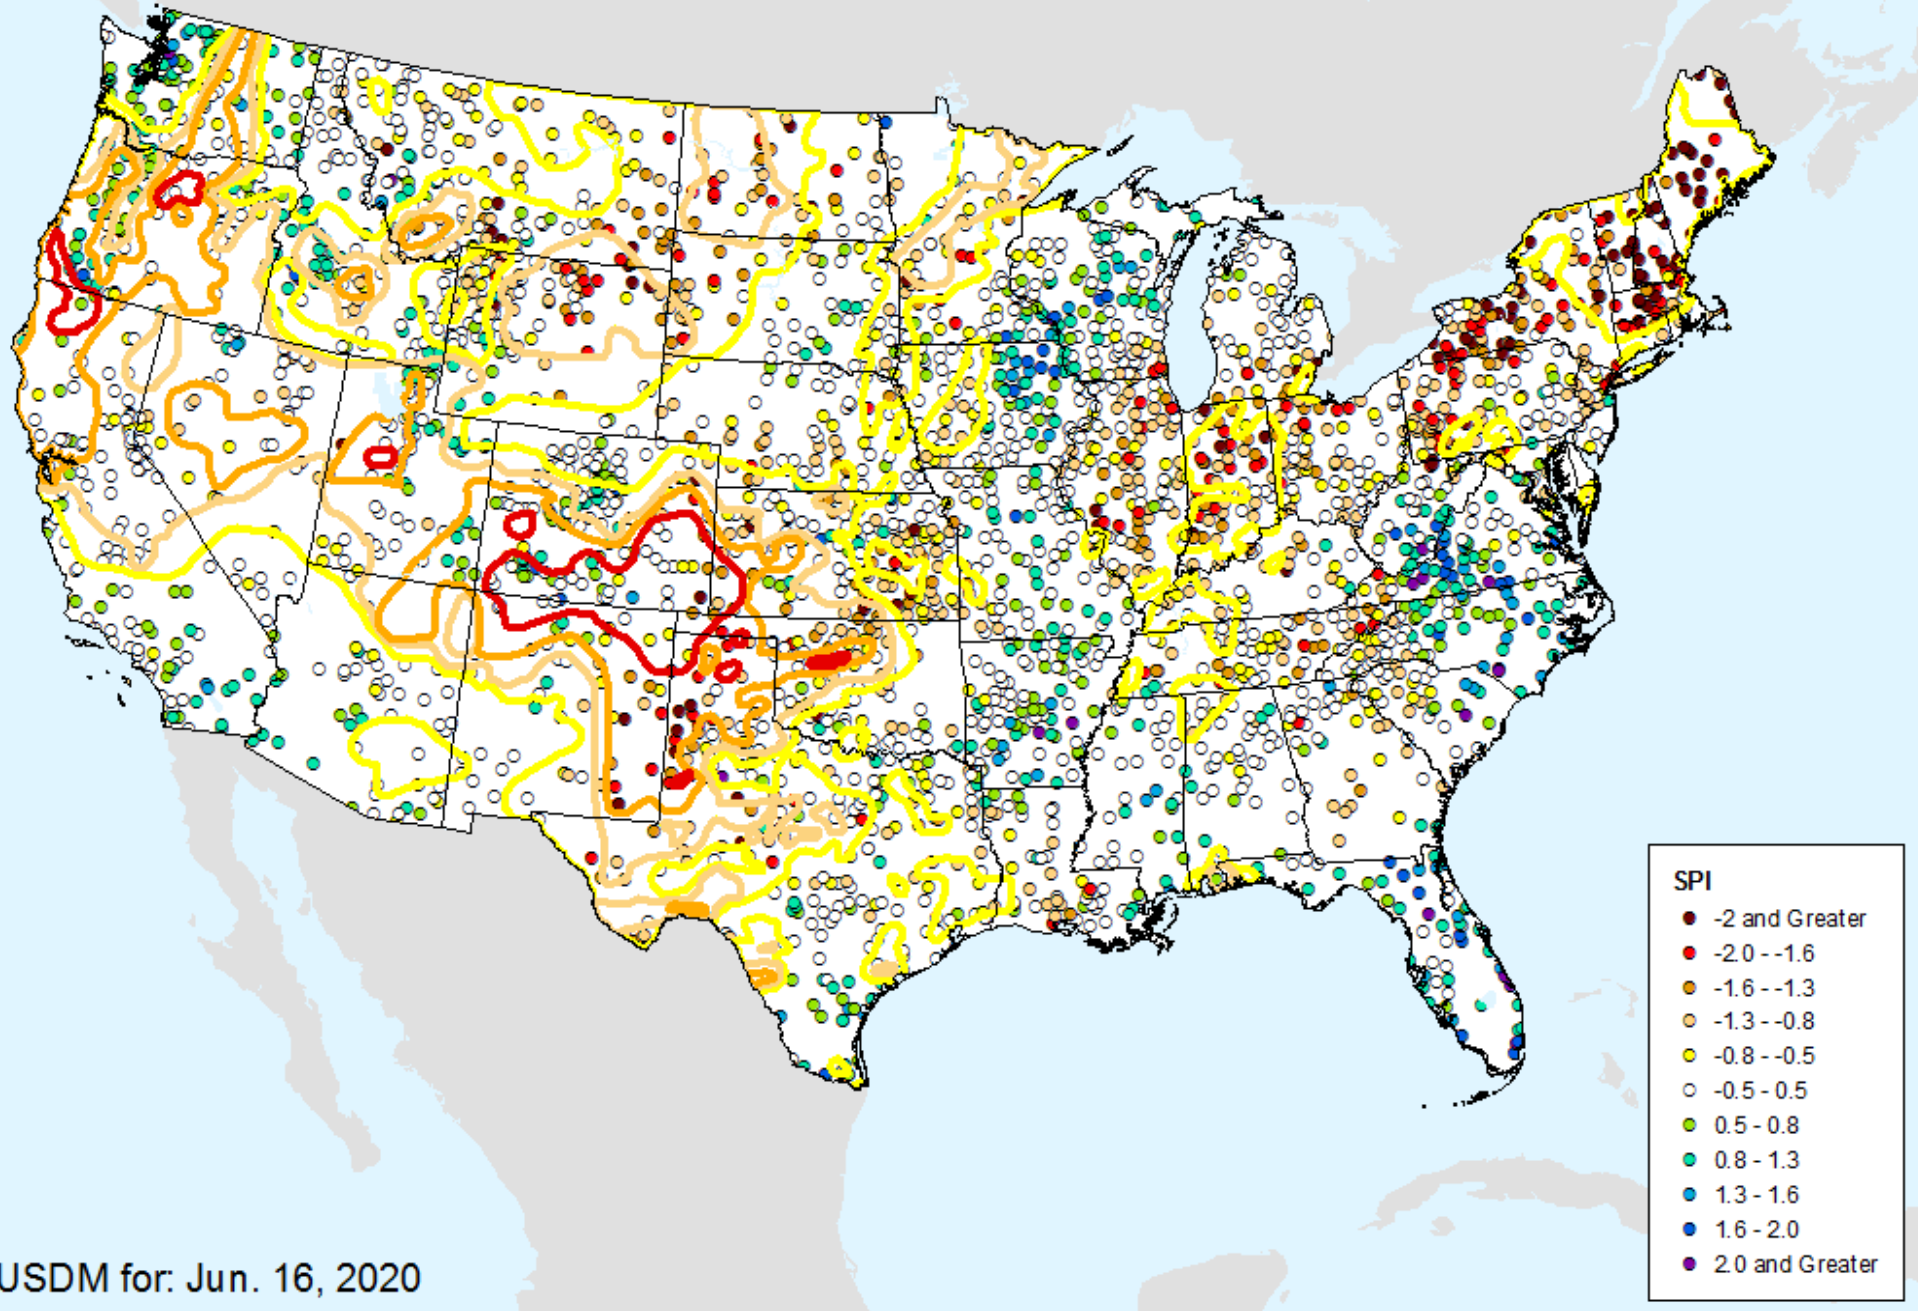 SPI
-2 and Greater
-2.0 - -1.6
-1.6 - -1.3
-1.3 - -0.8
-0.8 - -0.5
-0.5 - 0.5
0.5 - 0.8
0.8 - 1.3
1.3 - 1.6
1.6 - 2.0
2.0 and Greater
USDM for: Jun. 16, 2020